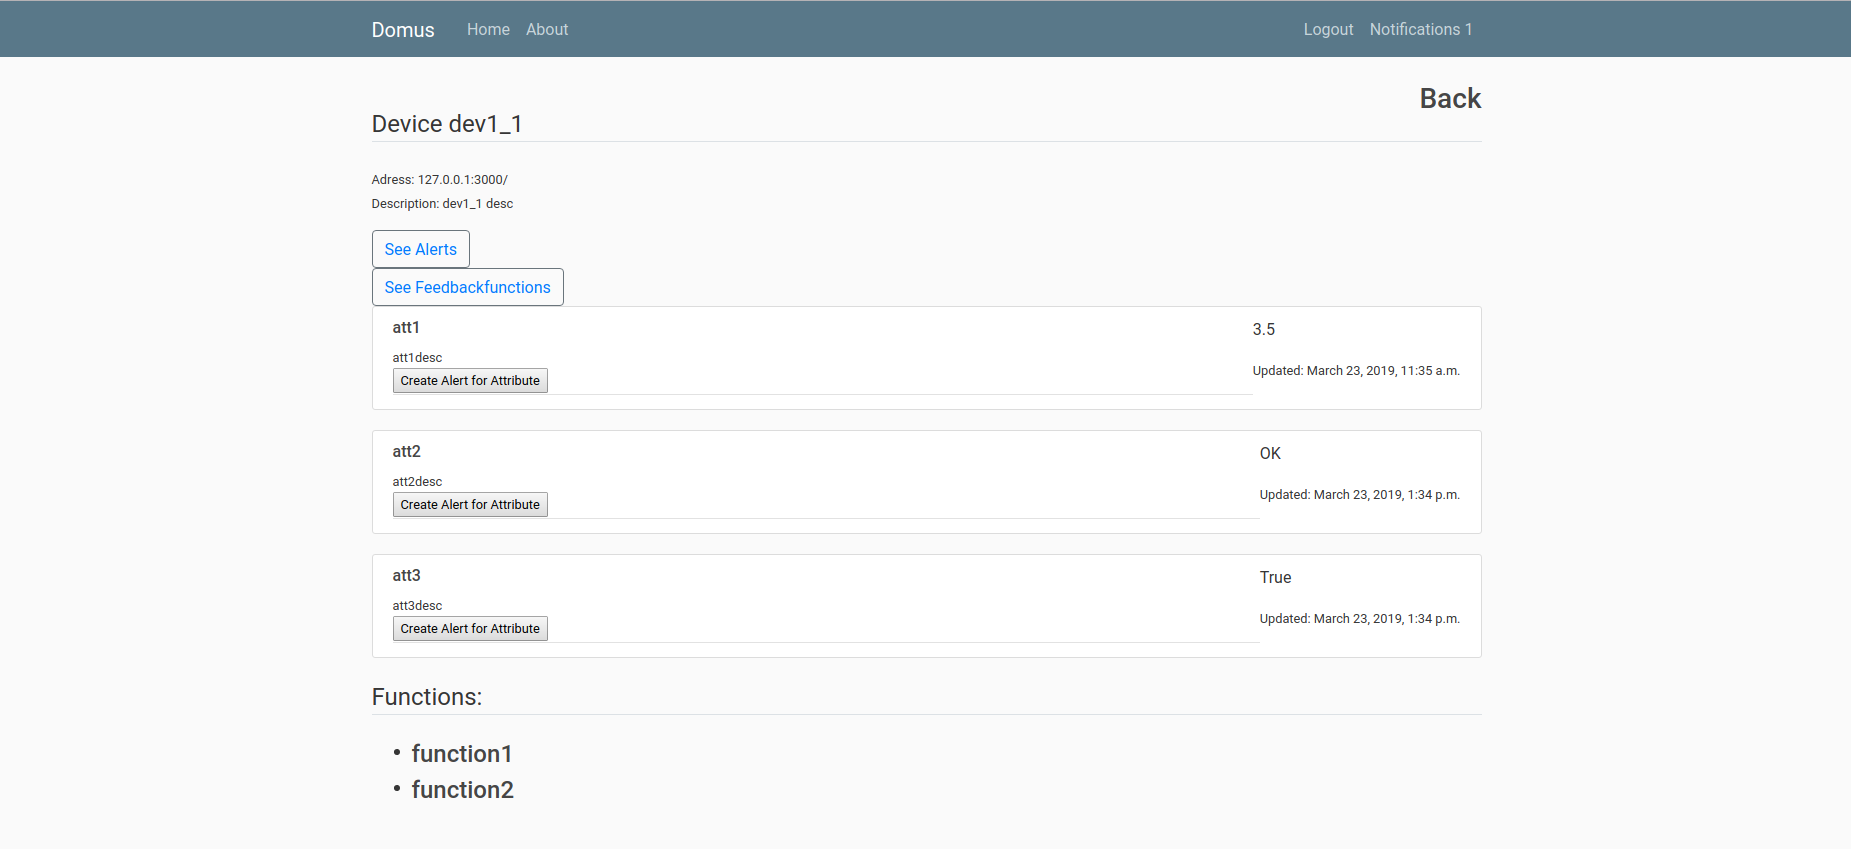 Domus Home About Logout Notifications 1
Back
Device dev1_1
Adress: 127.0.0.1:3000/
Description: dev1_1 desc
See Alerts
See Feedbackfunctions
att1 3.5
att1desc
Updated: March 23, 2019, 11:35 a.m.
Create Alert for Attribute
att2 OK
att2desc
Updated: March 23, 2019, 1:34 p.m.
Create Alert for Attribute
att3 True
att3desc
Updated: March 23, 2019, 1:34 p.m.
Create Alert for Attribute
Functions:
• function1
• function2